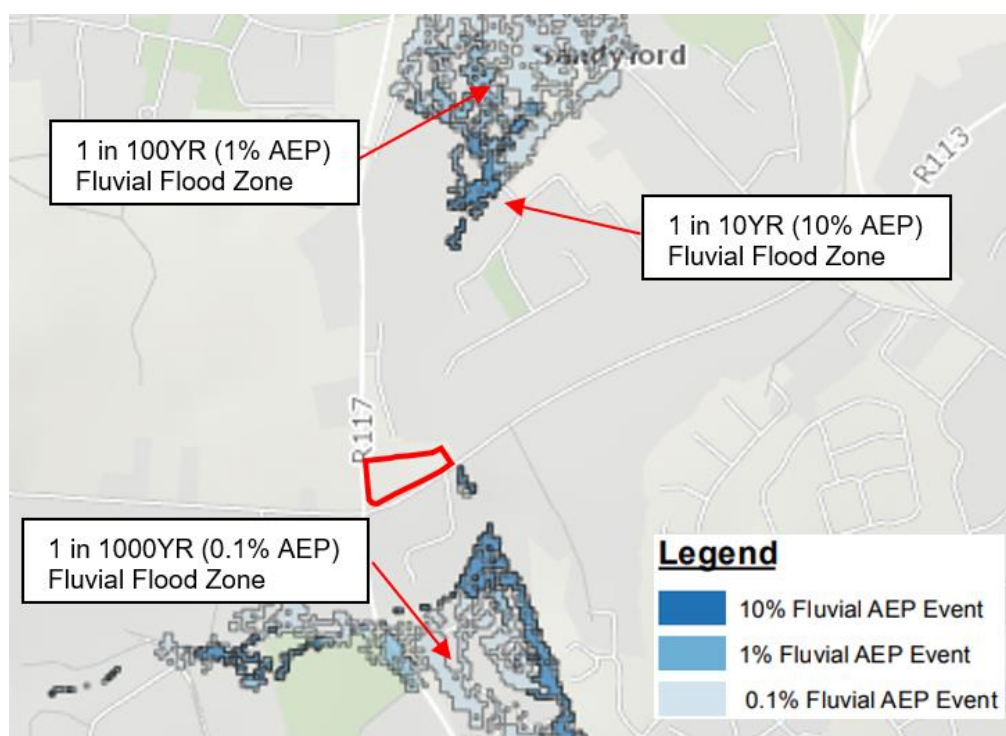 Sandyford
1 in 100YR (1% AEP)
Fluvial Flood Zone
R113
1 in 10YR (10% AEP)
Fluvial Flood Zone
R117
1 in 1000YR (0.1% AEP)
Fluvial Flood Zone
Legend
10% Fluvial AEP Event
1% Fluvial AEP Event
0.1% Fluvial AEP Event